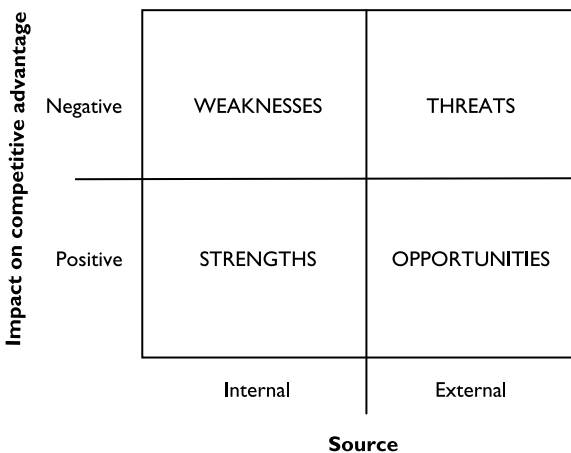 Impact on competitive advantage
Negative
WEAKNESSES
THREATS
Positive
STRENGTHS
OPPORTUNITIES
Internal
External
Source